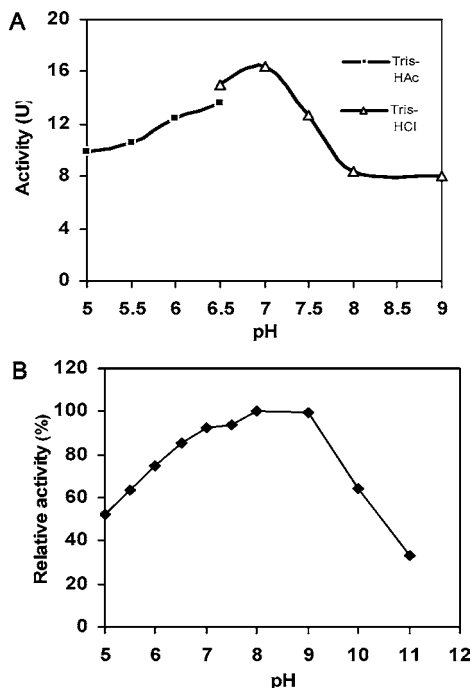 A
20
16
12
8
4
0
Activity (U)
Tris-
HAc
Tris-
HCl
5 5.5 6 6.5 7 7.5 8 8.5 9
pH
B
120
100
80
60
40
20
0
Relative activity (%)
5 6 7 8 9 10 11 12
pH